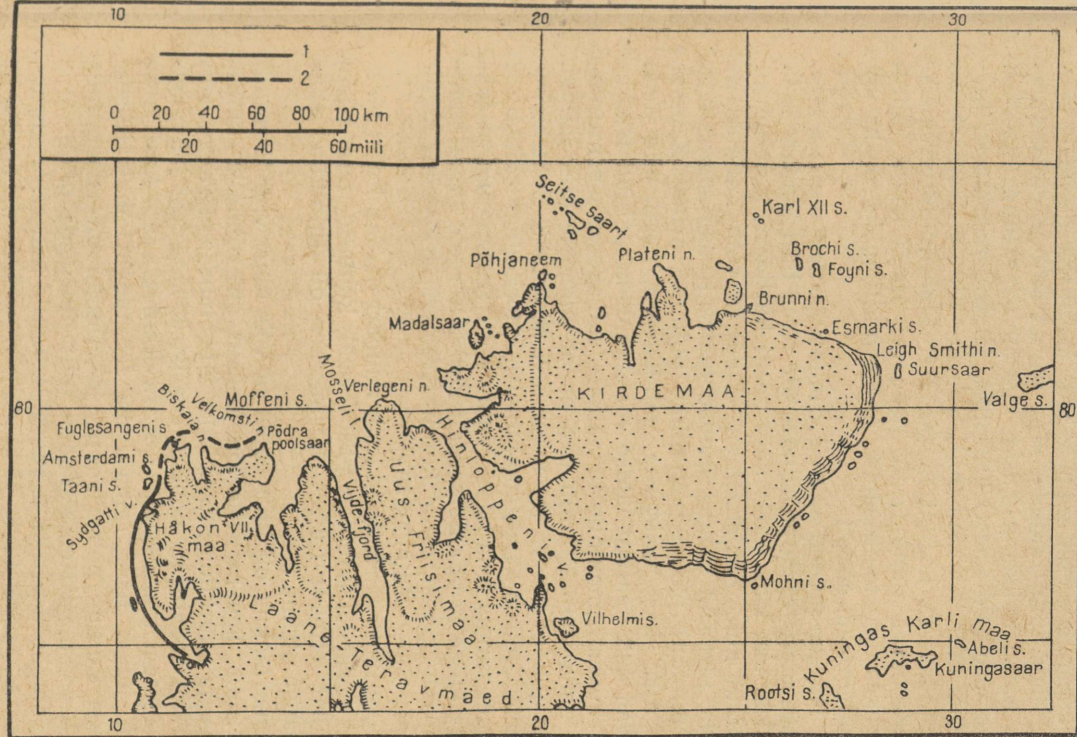 10
20
30
1
2
0 20 40 60 80 100 km
0 20 40 60 miili
Seitse saart
Karl XII s.
Põhjaneem
Plateni n.
Brochi s.
Foyni s.
Brunni n.
Madalsaar
Esmarki s.
Leigh Smithi n.
Suursaar
Mosseli l.
Verlegeni n.
KIRDEMAA
80
Valge s.
80
Biskaia n.
Velkomsti n.
Moffeni s.
Fuglesangeni s
Põdra
poolsaar
Amsterdami s.
Taani s.
Sydgatti v.
Håkon VII
maa
Vijde-fjord
Uus-Friisimaa
Hinloppeni v.
Mohni s.
Lääne Teravmäed
Vilhelmi s.
Kuningas Karli maa
Abeli s.
Kuningasaar
Rootsi s.
10
20
30